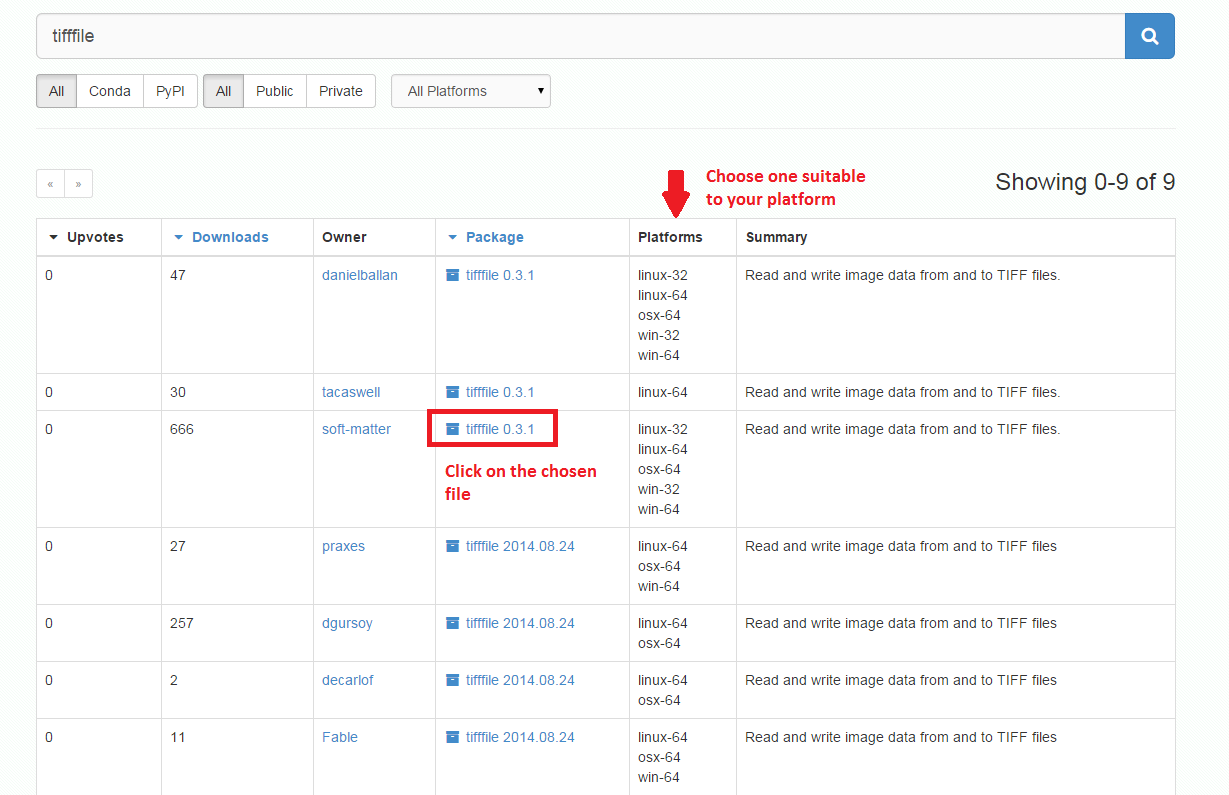 tifffile
All Conda PyPI All Public Private All Platforms
Choose one suitable
to your platform
« » Showing 0-9 of 9
Upvotes Downloads Owner Package Platforms Summary
0 47 danielballan tifffile 0.3.1 linux-32 Read and write image data from and to TIFF files.
linux-64
osx-64
win-32
win-64
0 30 tacaswell tifffile 0.3.1 linux-64 Read and write image data from and to TIFF files.
0 666 soft-matter tifffile 0.3.1 linux-32 Read and write image data from and to TIFF files.
linux-64
Click on the chosen osx-64
file win-32
win-64
0 27 praxes tifffile 2014.08.24 linux-64 Read and write image data from and to TIFF files
osx-64
win-64
0 257 dgursoy tifffile 2014.08.24 linux-64 Read and write image data from and to TIFF files
osx-64
0 2 decarlof tifffile 2014.08.24 linux-64 Read and write image data from and to TIFF files
osx-64
0 11 Fable tifffile 2014.08.24 linux-64 Read and write image data from and to TIFF files
osx-64
win-64